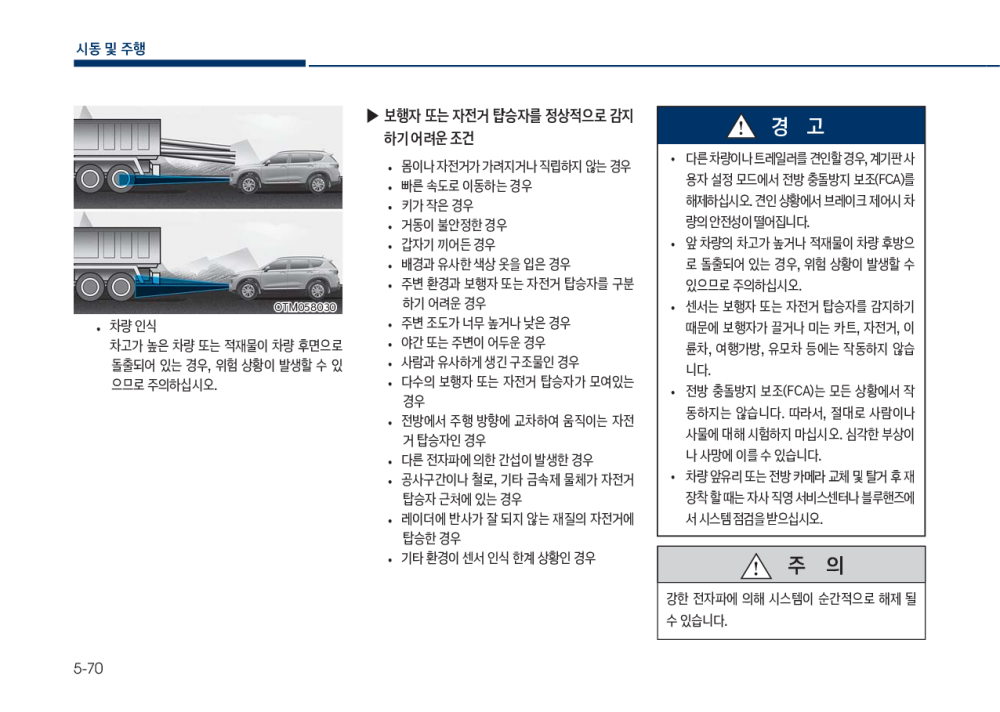 시동 및 주행
OTM058030
• 차량 인식
차고가 높은 차량 또는 적재물이 차량 후면으로
돌출되어 있는 경우, 위험 상황이 발생할 수 있
으므로 주의하십시오.
▶ 보행자 또는 자전거 탑승자를 정상적으로 감지
하기 어려운 조건
• 몸이나 자전거가 가려지거나 직립하지 않는 경우
• 빠른 속도로 이동하는 경우
• 키가 작은 경우
• 거동이 불안정한 경우
• 갑자기 끼어든 경우
• 배경과 유사한 색상 옷을 입은 경우
• 주변 환경과 보행자 또는 자전거 탑승자를 구분
하기 어려운 경우
• 주변 조도가 너무 높거나 낮은 경우
• 야간 또는 주변이 어두운 경우
• 사람과 유사하게 생긴 구조물인 경우
• 다수의 보행자 또는 자전거 탑승자가 모여있는
경우
• 전방에서 주행 방향에 교차하여 움직이는 자전
거 탑승자인 경우
• 다른 전자파에 의한 간섭이 발생한 경우
• 공사구간이나 철로, 기타 금속제 물체가 자전거
탑승자 근처에 있는 경우
• 레이더에 반사가 잘 되지 않는 재질의 자전거에
탑승한 경우
• 기타 환경이 센서 인식 한계 상황인 경우
경 고
• 다른 차량이나 트레일러를 견인할 경우, 계기판 사
용자 설정 모드에서 전방 충돌방지 보조(FCA)를
해제하십시오. 견인 상황에서 브레이크 제어시 차
량의 안전성이 떨어집니다.
• 앞 차량의 차고가 높거나 적재물이 차량 후방으
로 돌출되어 있는 경우, 위험 상황이 발생할 수
있으므로 주의하십시오.
• 센서는 보행자 또는 자전거 탑승자를 감지하기
때문에 보행자가 끌거나 미는 카트, 자전거, 이
륜차, 여행가방, 유모차 등에는 작동하지 않습
니다.
• 전방 충돌방지 보조(FCA)는 모든 상황에서 작
동하지는 않습니다. 따라서, 절대로 사람이나
사물에 대해 시험하지 마십시오. 심각한 부상이
나 사망에 이를 수 있습니다.
• 차량 앞유리 또는 전방 카메라 교체 및 탈거 후 재
장착 할 때는 자사 직영 서비스센터나 블루핸즈에
서 시스템 점검을 받으십시오.
주 의
강한 전자파에 의해 시스템이 순간적으로 해제 될
수 있습니다.
5-70